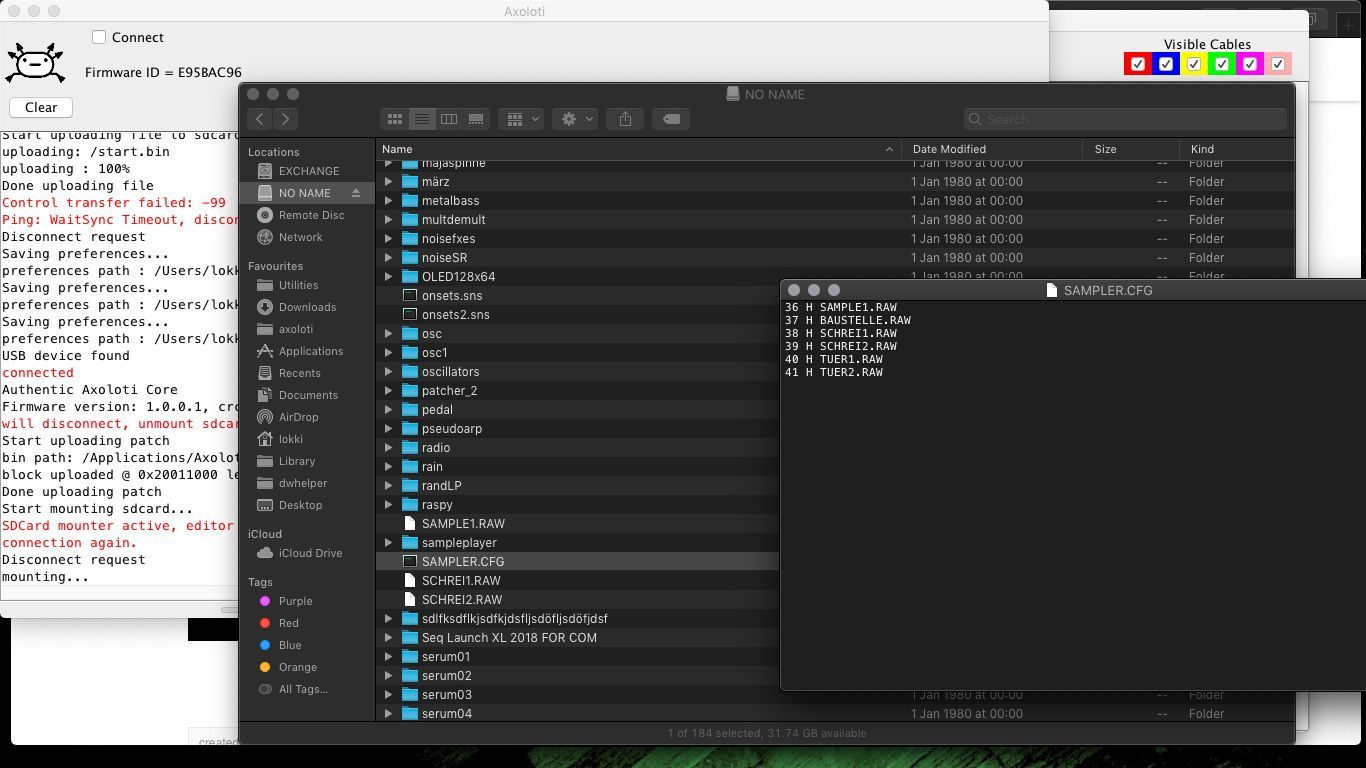 Axoloti
Connect
Firmware ID = E95BAC96
Clear
Visible Cables
Start uploading file to sdcard
uploading: /start.bin
uploading : 100%
Done uploading file
Control transfer failed: -99
Ping: WaitSync Timeout, discon
Disconnect request
Saving preferences...
preferences path : /Users/lokk
Saving preferences...
preferences path : /Users/lokk
Saving preferences...
preferences path : /Users/lokk
USB device found
connected
Authentic Axoloti Core
Firmware version: 1.0.0.1, crc
will disconnect, unmount sdcar
Start uploading patch
bin path: /Applications/Axolot
block uploaded @ 0x20011000 le
Done uploading patch
Start mounting sdcard...
SDCard mounter active, editor
connection again.
Disconnect request
mounting...
created
NO NAME
Search
Locations
EXCHANGE
NO NAME
Remote Disc
Network
Favourites
Utilities
Downloads
axoloti
Applications
Recents
Documents
AirDrop
lokki
Library
dwhelper
Desktop
iCloud
iCloud Drive
Tags
Purple
Red
Blue
Orange
All Tags...
Name Date Modified Size Kind
majaspinne 1 Jan 1980 at 00:00 -- Folder
märz 1 Jan 1980 at 00:00 -- Folder
metalbass 1 Jan 1980 at 00:00 -- Folder
multdemult 1 Jan 1980 at 00:00 -- Folder
noisefxes 1 Jan 1980 at 00:00 -- Folder
noiseSR 1 Jan 1980 at 00:00 -- Folder
OLED128x64 1 Jan 1980 at 00:00 -- Folder
onsets.sns
onsets2.sns
osc
osc1
oscillators
patcher_2
pedal
pseudoarp
radio
rain
randLP
raspy
SAMPLE1.RAW
sampleplayer
SAMPLER.CFG
SCHREI1.RAW
SCHREI2.RAW
sdlfksdflkjsdfkjdsfljsdöfljsdöfjdsf
Seq Launch XL 2018 FOR COM
serum01
serum02
serum03 1 Jan 1980 at 00:00 -- Folder
serum04 1 Jan 1980 at 00:00 -- Folder
1 of 184 selected, 31.74 GB available
SAMPLER.CFG
36 H SAMPLE1.RAW
37 H BAUSTELLE.RAW
38 H SCHREI1.RAW
39 H SCHREI2.RAW
40 H TUER1.RAW
41 H TUER2.RAW